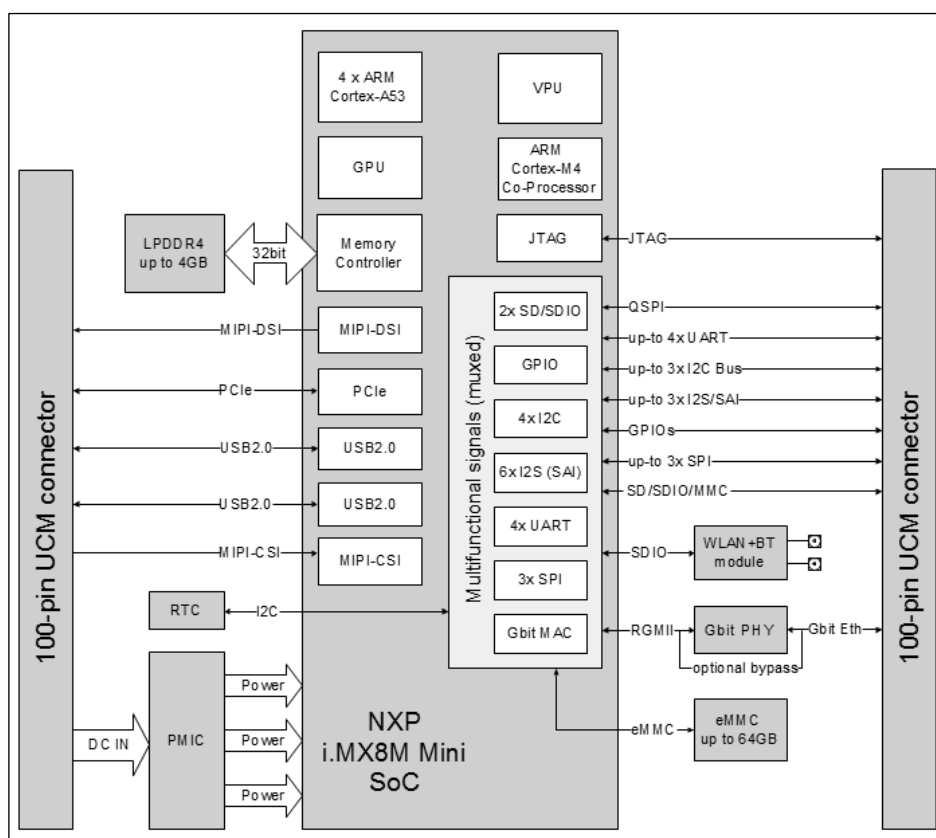 4 x ARM
Cortex-A53
VPU
GPU
ARM
Cortex-M4
Co-Processor
LPDDR4
up to 4GB
32bit
Memory
Controller
JTAG
JTAG
MIPI-DSI
MIPI-DSI
PCIe
PCIe
USB2.0
USB2.0
USB2.0
USB2.0
MIPI-CSI
MIPI-CSI
RTC
I2C
100-pin UCM connector
Multifunctional signals (muxed)
2x SD/SDIO
GPIO
4x I2C
6x I2S (SAI)
4x UART
3x SPI
Gbit MAC
QSPI
up-to 4x UART
up-to 3x I2C Bus
up-to 3x I2S/SAI
GPIOs
up-to 3x SPI
SD/SDIO/MMC
SDIO
WLAN+BT
module
RGMII
Gbit PHY
Gbit Eth
optional bypass
eMMC
eMMC
up to 64GB
100-pin UCM connector
DC IN
PMIC
Power
Power
Power
NXP
i.MX8M Mini
SoC